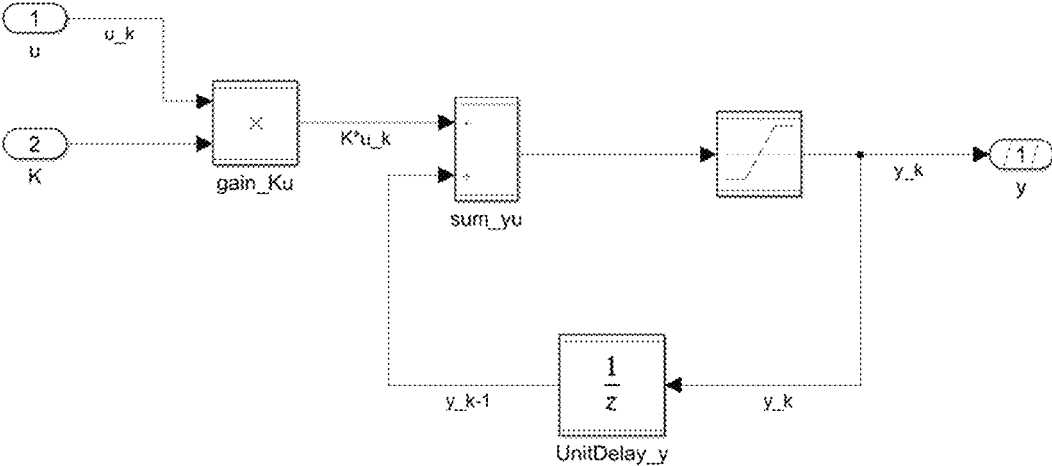 1
u
u_k
2
K
×
gain_Ku
K*u_k
+
+
sum_yu
y_k
1
y
1
z
UnitDelay_y
y_k-1
y_k